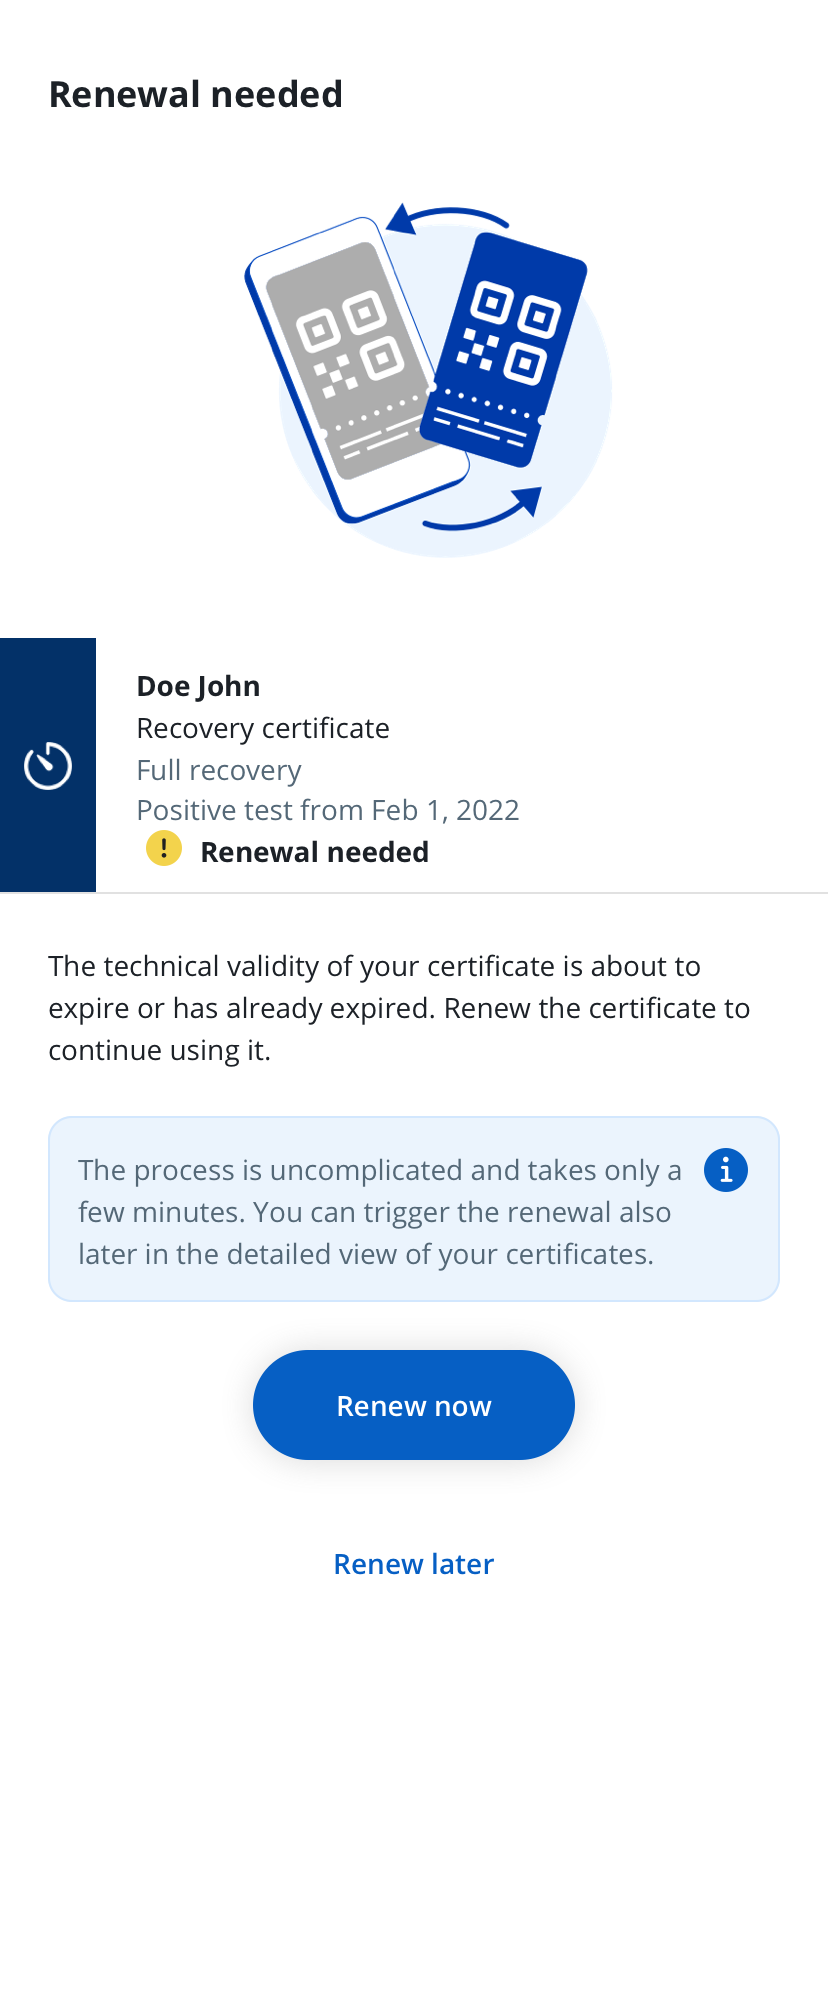 Renewal needed
Doe John
Recovery certificate
Full recovery
Positive test from Feb 1, 2022
Renewal needed
The technical validity of your certificate is about to
expire or has already expired. Renew the certificate to
continue using it.
The process is uncomplicated and takes only a
few minutes. You can trigger the renewal also
later in the detailed view of your certificates.
Renew now
Renew later